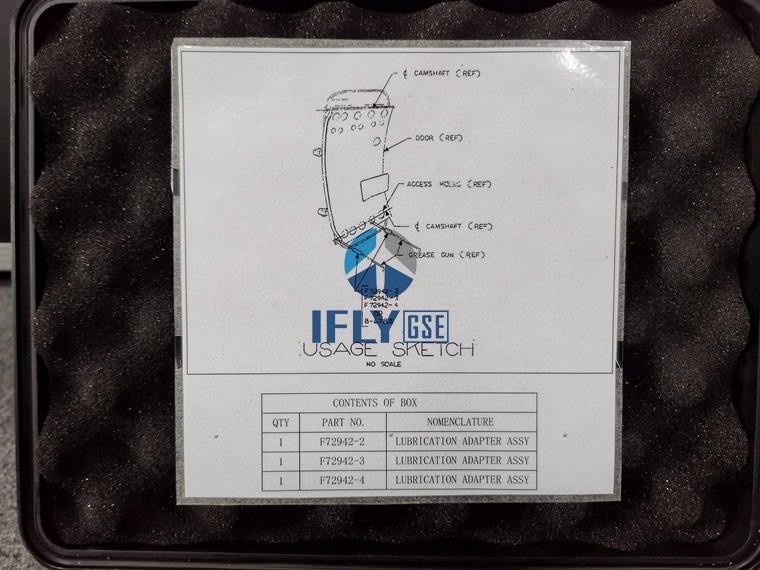 ℄ CAMSHAFT (REF)
DOOR (REF)
ACCESS HOLES (REF)
℄ CAMSHAFT (REF)
GREASE GUN (REF)
F72942-2
F72942-3
F72942-4
OR
IFLY GSE
USAGE SKETCH
NO SCALE
CONTENTS OF BOX
QTY PART NO. NOMENCLATURE
1 F72942-2 LUBRICATION ADAPTER ASSY
1 F72942-3 LUBRICATION ADAPTER ASSY
1 F72942-4 LUBRICATION ADAPTER ASSY